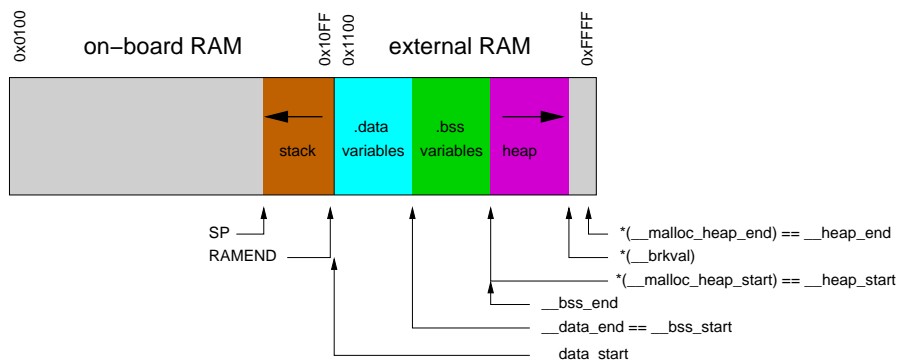 0x0100
on−board RAM
0x10FF
0x1100
external RAM
0xFFFF
stack
.data
variables
.bss
variables
heap
SP
RAMEND
*(__malloc_heap_end) == __heap_end
*(__brkval)
*(__malloc_heap_start) == __heap_start
__bss_end
__data_end == __bss_start
__data_start